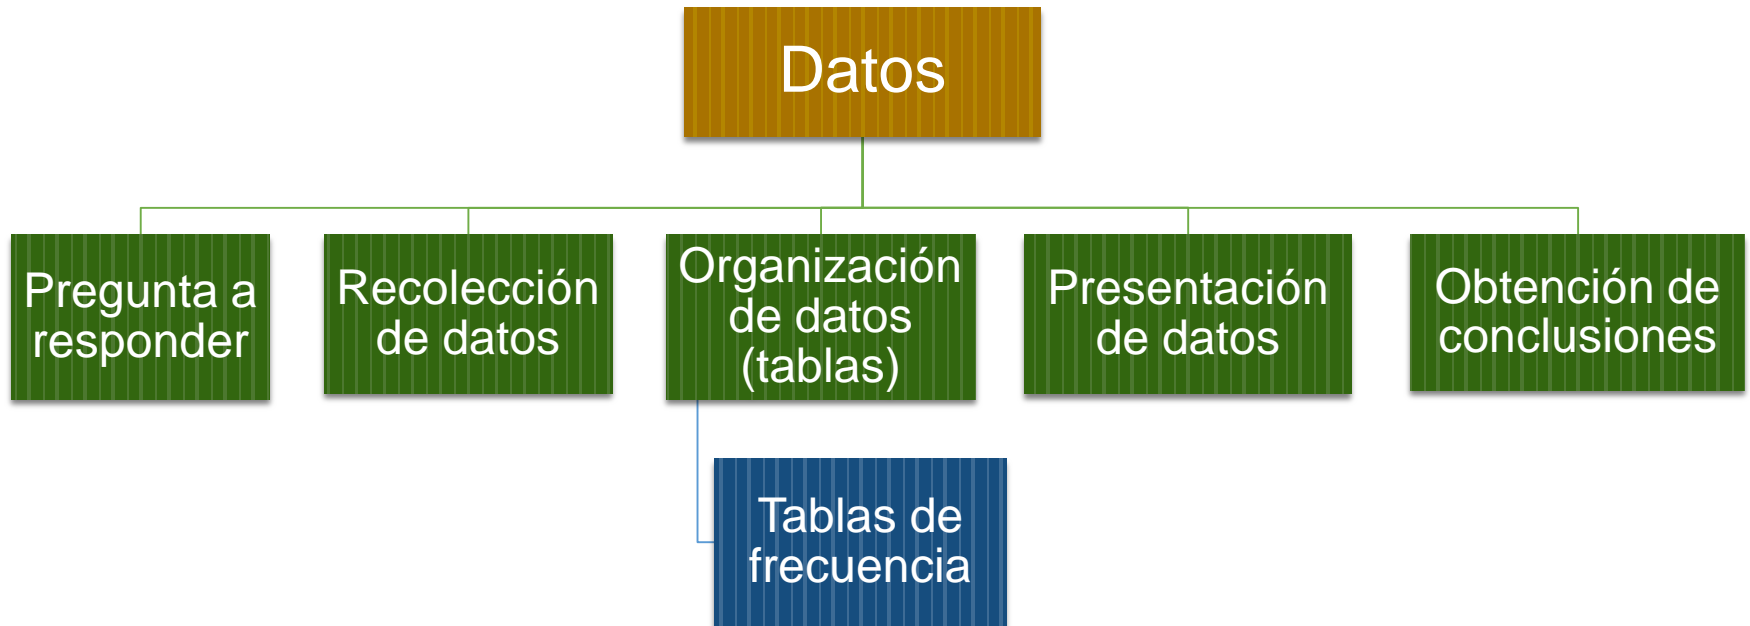 Datos
Pregunta a
responder
Recolección
de datos
Organización
de datos
(tablas)
Presentación
de datos
Obtención de
conclusiones
Tablas de
frecuencia